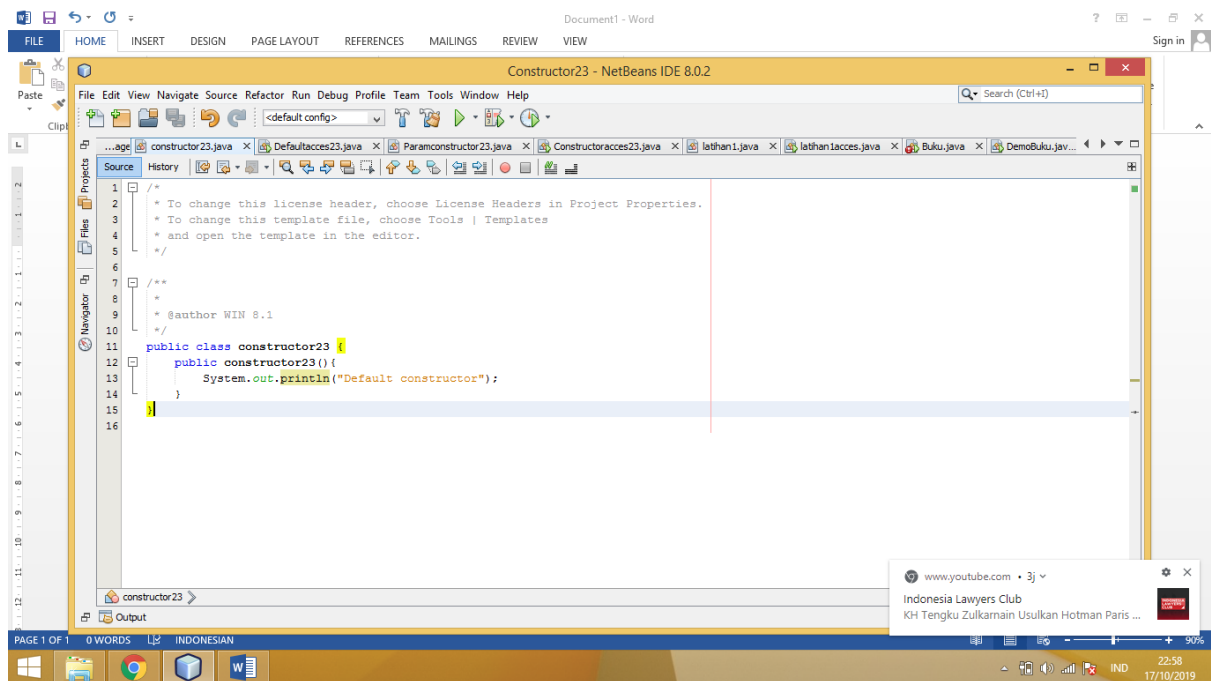 Document1 - Word
FILE HOME INSERT DESIGN PAGE LAYOUT REFERENCES MAILINGS REVIEW VIEW Sign in
Paste
Clipl
Constructor23 - NetBeans IDE 8.0.2
File Edit View Navigate Source Refactor Run Debug Profile Team Tools Window Help
Search (Ctrl+I)
<default config>
...age constructor23.java Defaultacces23.java Paramconstructor23.java Constructoracces23.java latihan1.java latihan1acces.java Buku.java DemoBuku.jav...
Source History
Projects
Files
Navigator
1 /*
2 * To change this license header, choose License Headers in Project Properties.
3 * To change this template file, choose Tools | Templates
4 * and open the template in the editor.
5 */
6
7 /**
8 *
9 * @author WIN 8.1
10 */
11 public class constructor23 {
12 public constructor23(){
13 System.out.println("Default constructor");
14 }
15 }
16
constructor23
Output
www.youtube.com • 3j
Indonesia Lawyers Club
KH Tengku Zulkarnain Usulkan Hotman Paris ...
PAGE 1 OF 1 0 WORDS INDONESIAN 90%
IND
22:58
17/10/2019